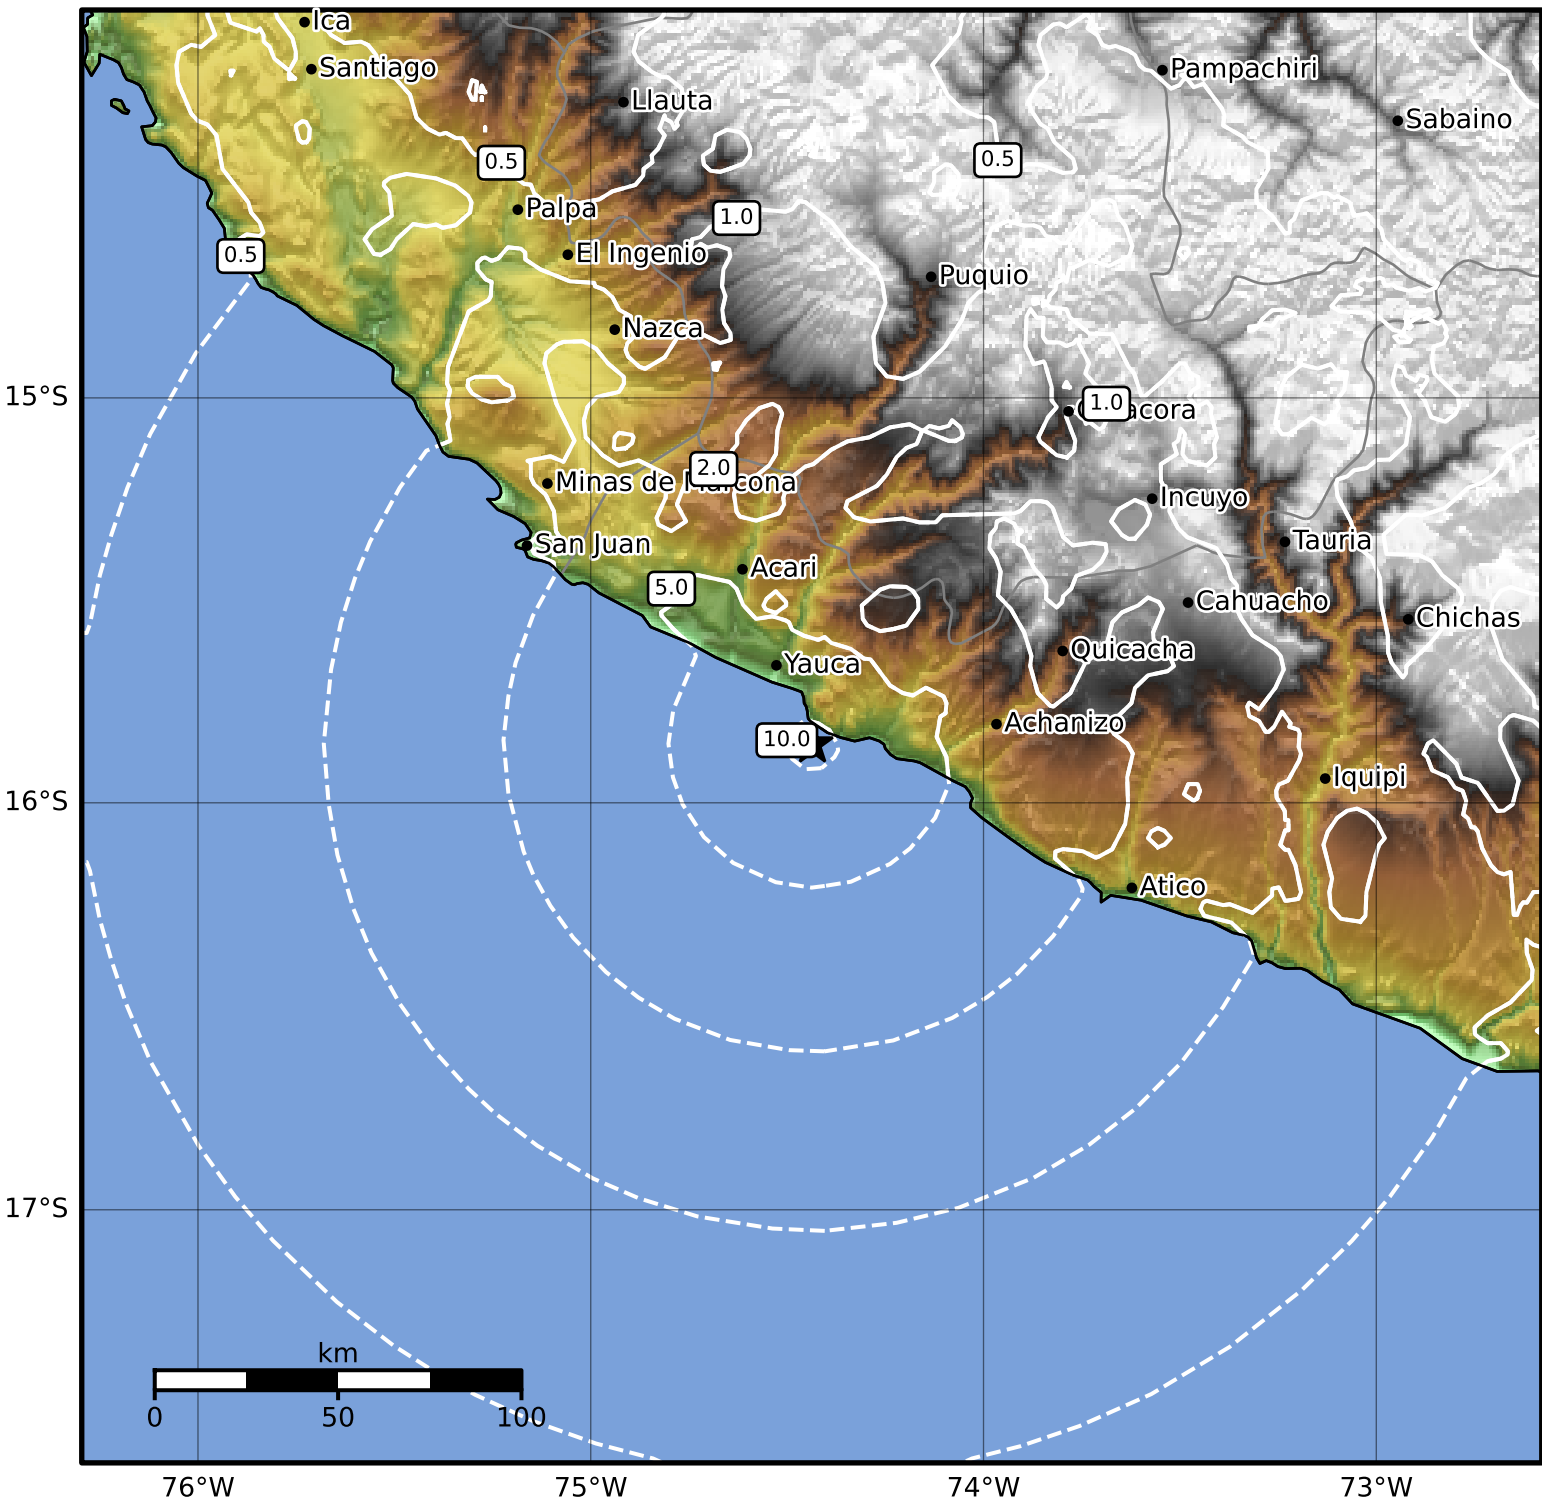 Ica
Santiago
Llauta
Pampachiri
Sabaino
0.5
0.5
Palpa
1.0
El Ingenio
0.5
Puquio
Nazca
15°S
1.0
acora
2.0
Minas de Marcona
Incuyo
San Juan
Tauria
Acari
5.0
Cahuacho
Chichas
Yauca
Quicacha
Achanizo
10.0
Iquipi
16°S
Atico
17°S
km
0 50 100
76°W 75°W 74°W 73°W